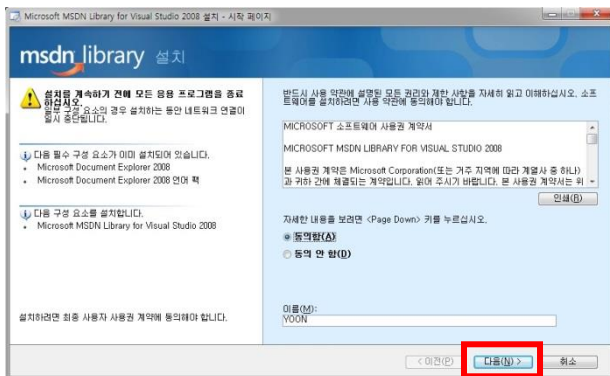 Microsoft MSDN Library for Visual Studio 2008 설치 - 시작 페이지
msdn library 설치
설치를 계속하기 전에 모든 응용 프로그램을 종료
하십시오.
일부 구성 요소의 경우 설치하는 동안 네트워크 연결이
일시 중단됩니다.
다음 필수 구성 요소가 이미 설치되어 있습니다.
• Microsoft Document Explorer 2008
• Microsoft Document Explorer 2008 언어 팩
다음 구성 요소를 설치합니다.
• Microsoft MSDN Library for Visual Studio 2008
설치하려면 최종 사용자 사용권 계약에 동의해야 합니다.
반드시 사용 약관에 설명된 모든 권리와 제한 사항을 자세히 읽고 이해하십시오. 소프
트웨어를 설치하려면 사용 약관에 동의해야 합니다.
MICROSOFT 소프트웨어 사용권 계약서
MICROSOFT MSDN LIBRARY FOR VISUAL STUDIO 2008
본 사용권 계약은 Microsoft Corporation(또는 거주 지역에 따라 계열사 중 하나)
과 귀하 간에 체결되는 계약입니다. 읽어 주시기 바랍니다. 본 사용권 계약서는 위
인쇄(R)
자세한 내용을 보려면 <Page Down> 키를 누르십시오.
동의함(A)
동의 안 함(D)
이름(M):
YOON
< 이전(P)
다음(N) >
취소